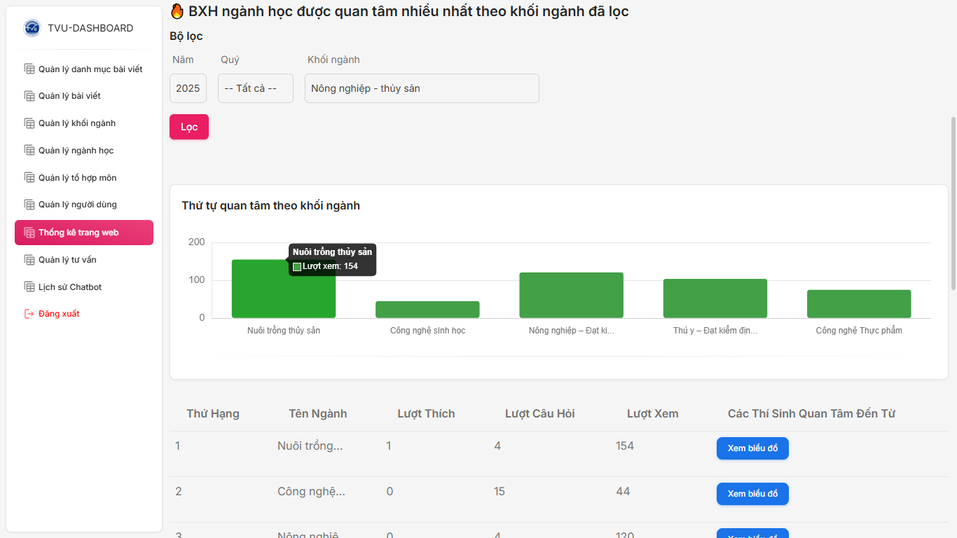 TVU-DASHBOARD
Quản lý danh mục bài viết
Quản lý bài viết
Quản lý khối ngành
Quản lý ngành học
Quản lý tổ hợp môn
Quản lý người dùng
Thống kê trang web
Quản lý tư vấn
Lịch sử Chatbot
Đăng xuất
🔥 BXH ngành học được quan tâm nhiều nhất theo khối ngành đã lọc
Bộ lọc
Năm Quý Khối ngành
2025 -- Tất cả -- Nông nghiệp - thủy sản
Lọc
Thứ tự quan tâm theo khối ngành
200
100
0
Nuôi trồng thủy sản
Lượt xem: 154
Nuôi trồng thủy sản Công nghệ sinh học Nông nghiệp – Đạt ki... Thú y – Đạt kiểm địn... Công nghệ Thực phẩm
Thứ Hạng Tên Ngành Lượt Thích Lượt Câu Hỏi Lượt Xem Các Thí Sinh Quan Tâm Đến Từ
1 Nuôi trồng... 1 4 154 Xem biểu đồ
2 Công nghệ... 0 15 44 Xem biểu đồ
3 Nông nghiệ... 0 4 120 Xem biểu đồ